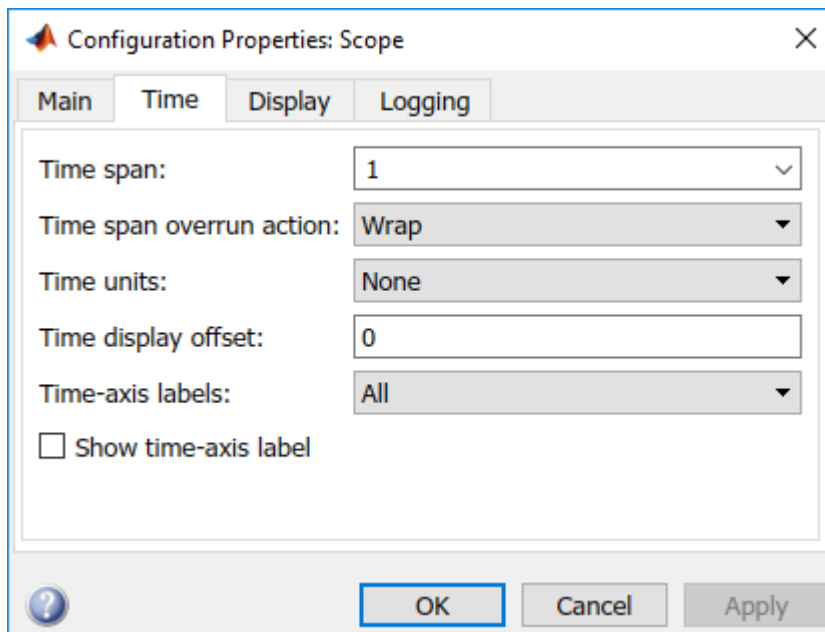 Configuration Properties: Scope
Main Time Display Logging
Time span: 1
Time span overrun action: Wrap
Time units: None
Time display offset: 0
Time-axis labels: All
Show time-axis label
? OK Cancel Apply